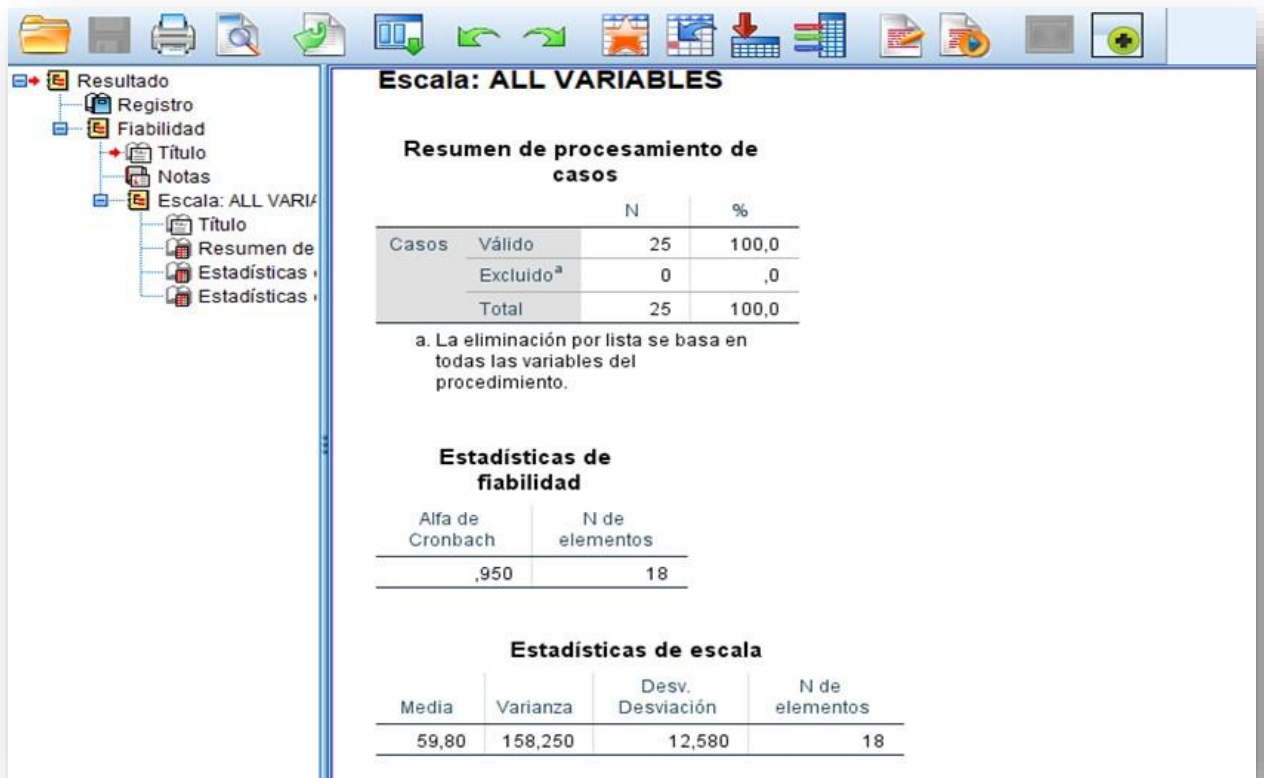 Resultado
Registro
Fiabilidad
Título
Notas
Escala: ALL VARIA
Título
Resumen de
Estadísticas
Estadísticas
Escala: ALL VARIABLES
Resumen de procesamiento de
casos
N %
Casos Válido 25 100,0
Excluidoª 0 ,0
Total 25 100,0
a. La eliminación por lista se basa en
todas las variables del
procedimiento.
Estadísticas de
fiabilidad
Alfa de N de
Cronbach elementos
,950 18
Estadísticas de escala
Desv. N de
Media Varianza Desviación elementos
59,80 158,250 12,580 18